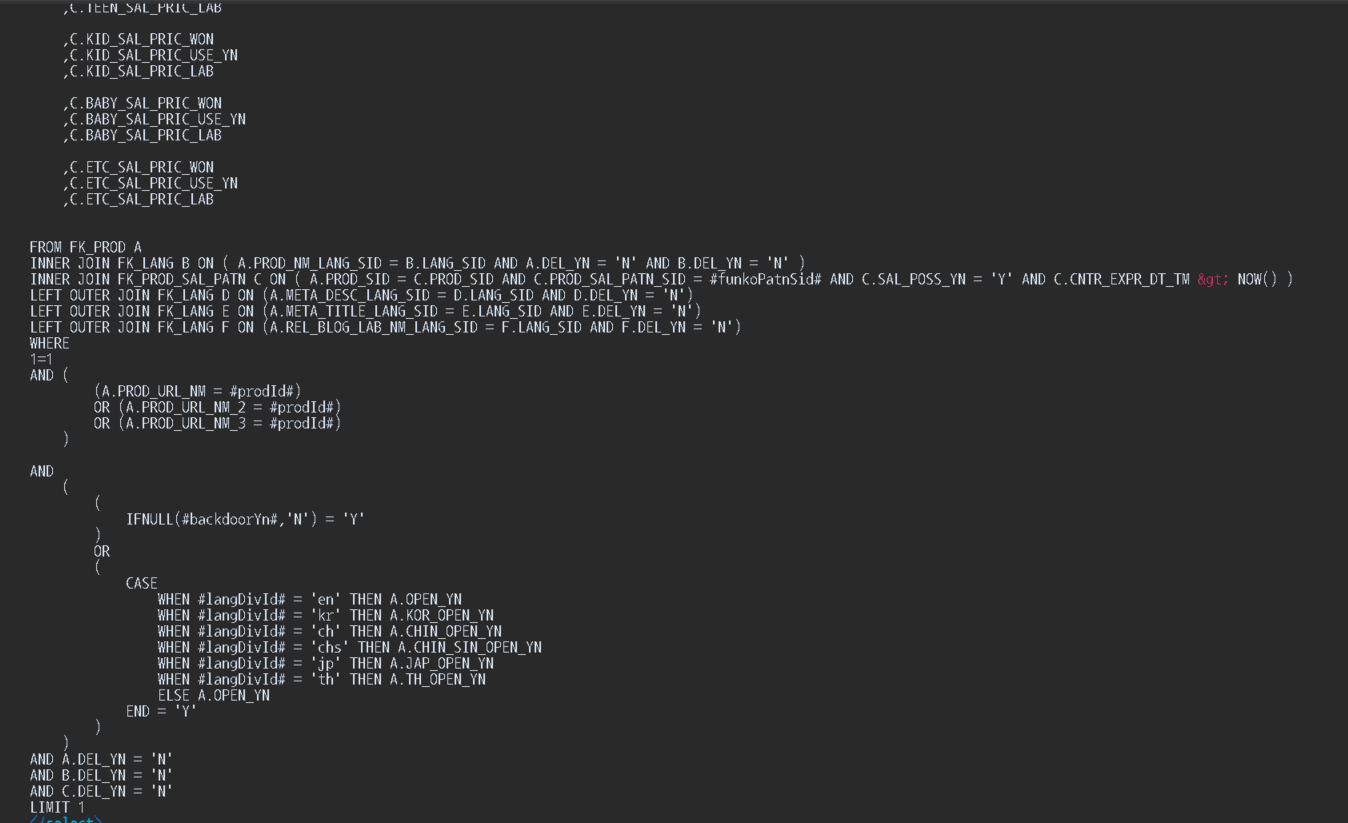 ,C.TEEN_SAL_PRIC_LAB
,C.KID_SAL_PRIC_WON
,C.KID_SAL_PRIC_USE_YN
,C.KID_SAL_PRIC_LAB
,C.BABY_SAL_PRIC_WON
,C.BABY_SAL_PRIC_USE_YN
,C.BABY_SAL_PRIC_LAB
,C.ETC_SAL_PRIC_WON
,C.ETC_SAL_PRIC_USE_YN
,C.ETC_SAL_PRIC_LAB
FROM FK_PROD A
INNER JOIN FK_LANG B ON ( A.PROD_NM_LANG_SID = B.LANG_SID AND A.DEL_YN = 'N' AND B.DEL_YN = 'N' )
INNER JOIN FK_PROD_SAL_PATN C ON ( A.PROD_SID = C.PROD_SID AND C.PROD_SAL_PATN_SID = #funkoPatnSid# AND C.SAL_POSS_YN = 'Y' AND C.CNTR_EXPR_DT_TM &gt; NOW() )
LEFT OUTER JOIN FK_LANG D ON (A.META_DESC_LANG_SID = D.LANG_SID AND D.DEL_YN = 'N')
LEFT OUTER JOIN FK_LANG E ON (A.META_TITLE_LANG_SID = E.LANG_SID AND E.DEL_YN = 'N')
LEFT OUTER JOIN FK_LANG F ON (A.REL_BLOG_LAB_NM_LANG_SID = F.LANG_SID AND F.DEL_YN = 'N')
WHERE
1=1
AND (
(A.PROD_URL_NM = #prodId#)
OR (A.PROD_URL_NM_2 = #prodId#)
OR (A.PROD_URL_NM_3 = #prodId#)
)
AND
(
(
IFNULL(#backdoorYn#,'N') = 'Y'
)
OR
(
CASE
WHEN #langDivId# = 'en' THEN A.OPEN_YN
WHEN #langDivId# = 'kr' THEN A.KOR_OPEN_YN
WHEN #langDivId# = 'ch' THEN A.CHIN_OPEN_YN
WHEN #langDivId# = 'chs' THEN A.CHIN_SIN_OPEN_YN
WHEN #langDivId# = 'jp' THEN A.JAP_OPEN_YN
WHEN #langDivId# = 'th' THEN A.TH_OPEN_YN
ELSE A.OPEN_YN
END = 'Y'
)
)
AND A.DEL_YN = 'N'
AND B.DEL_YN = 'N'
AND C.DEL_YN = 'N'
LIMIT 1
</select>